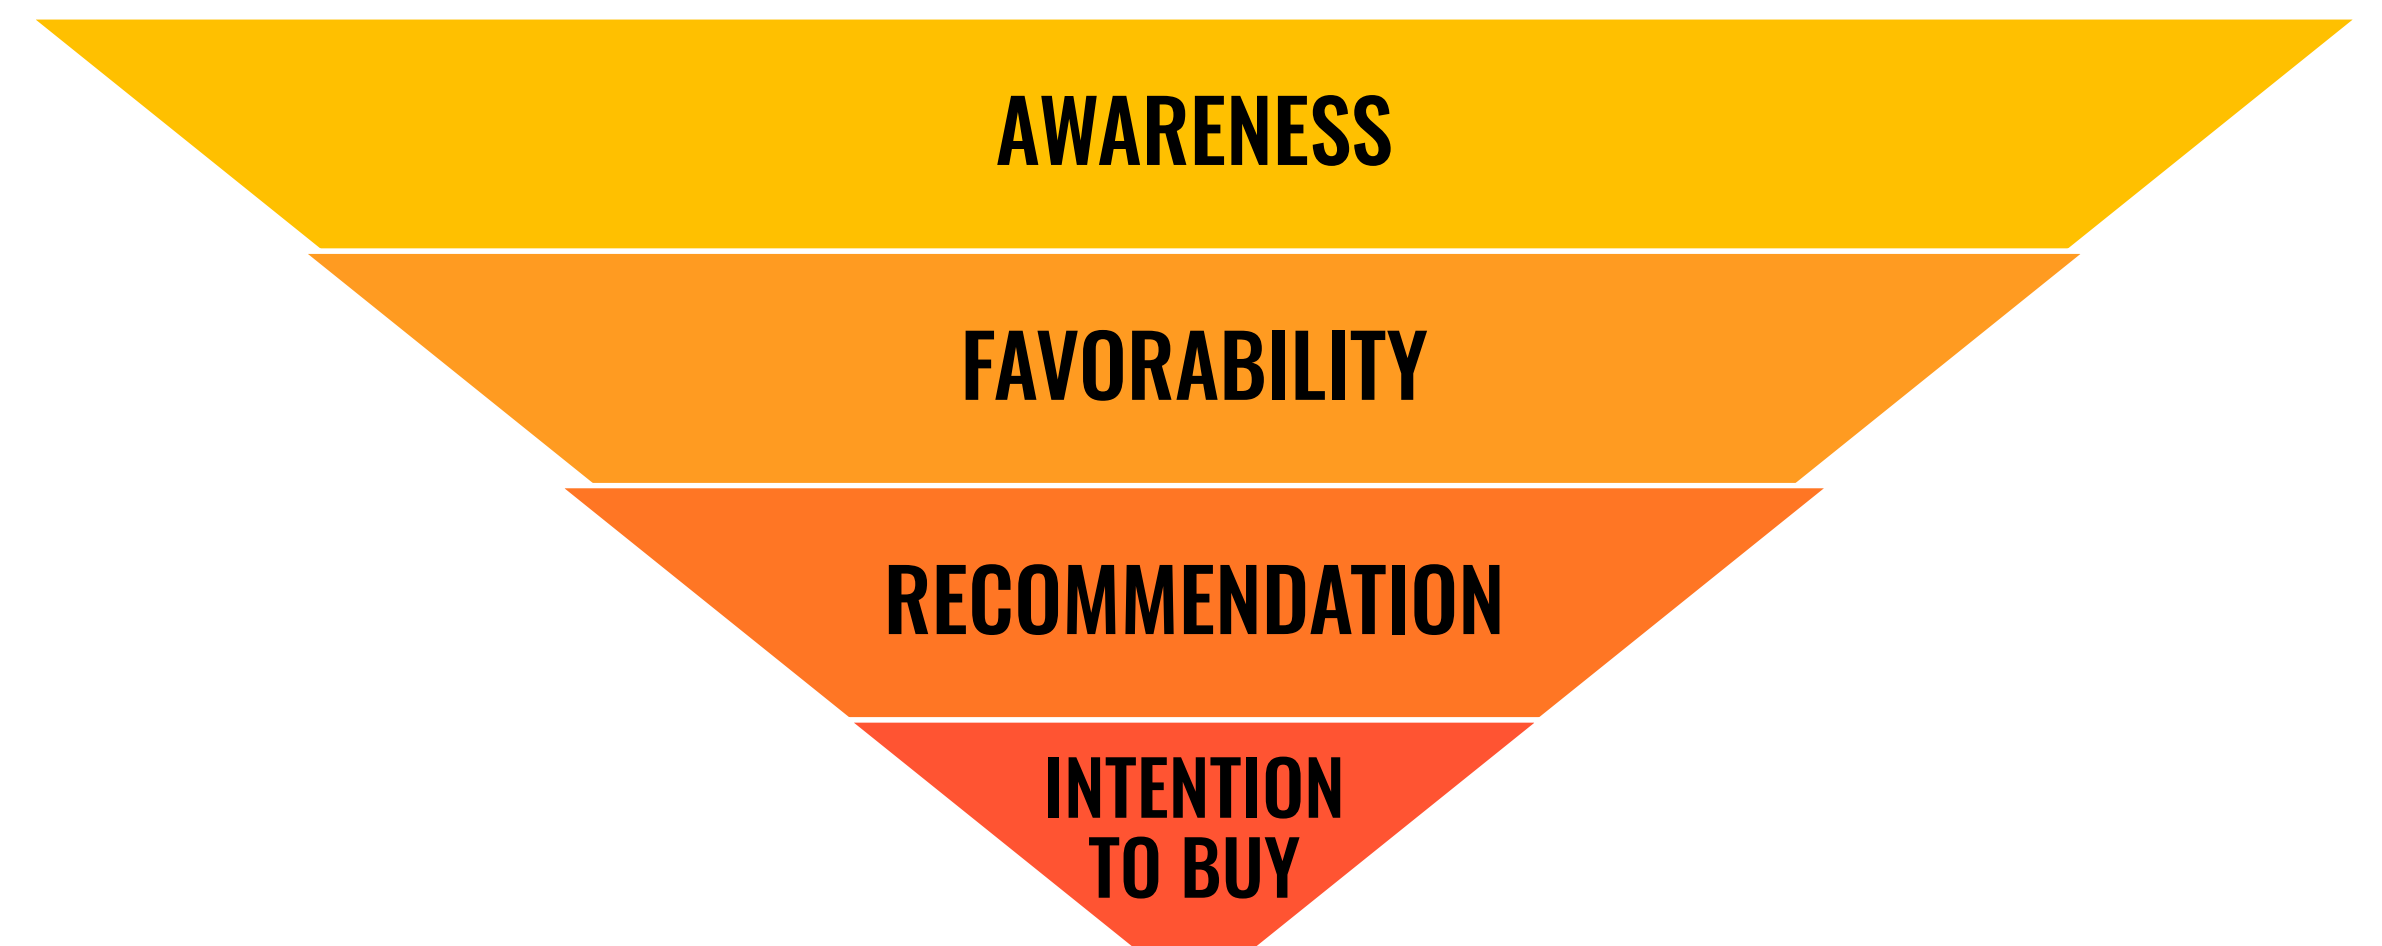 AWARENESS
FAVORABILITY
RECOMMENDATION
INTENTION
TO BUY